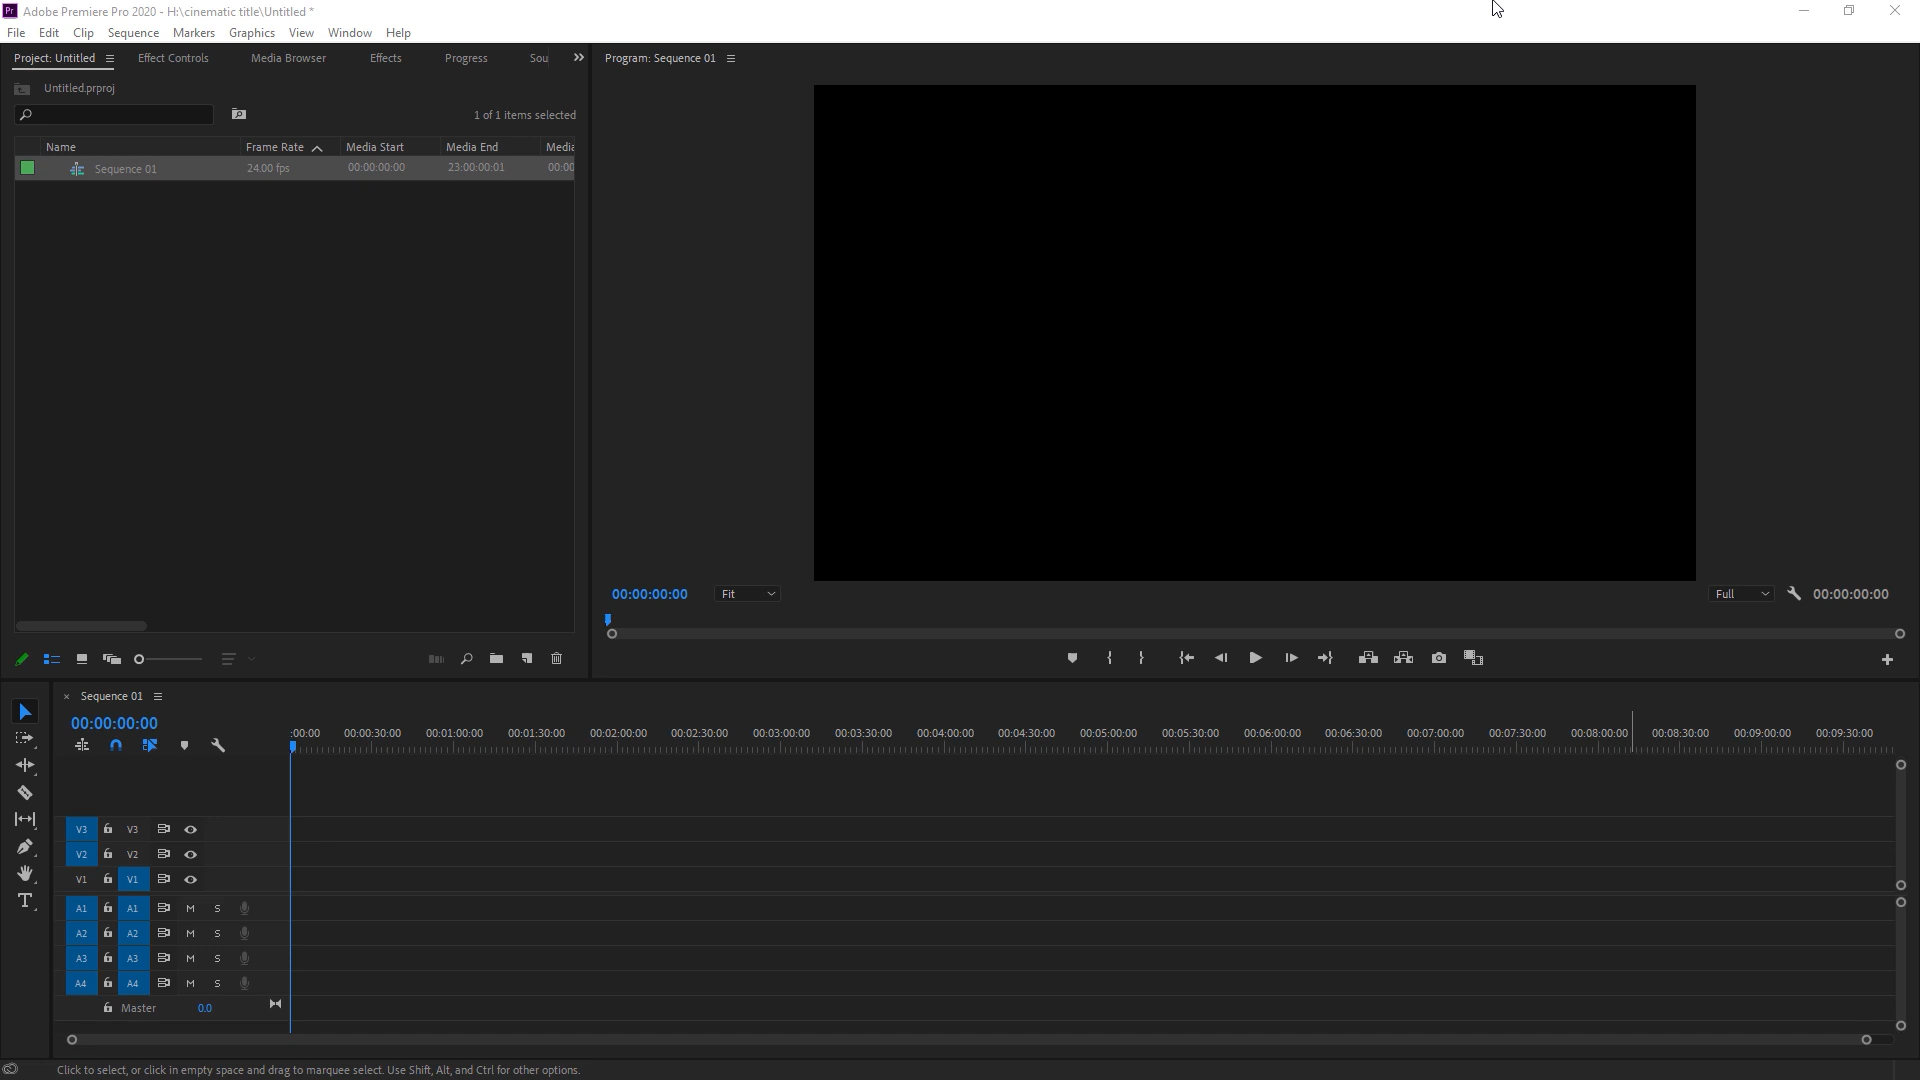 Pr Adobe Premiere Pro 2020 - H:\cinematic title\Untitled *
File Edit Clip Sequence Markers Graphics View Window Help
Project: Untitled Effect Controls Media Browser Effects Progress Sou
Program: Sequence 01
Untitled.prproj
1 of 1 items selected
Name Frame Rate Media Start Media End Media
Sequence 01 24.00 fps 00:00:00:00 23:00:00:01 00:00
00:00:00:00 Fit Full 00:00:00:00
Sequence 01
00:00:00:00
:00:00 00:00:30:00 00:01:00:00 00:01:30:00 00:02:00:00 00:02:30:00 00:03:00:00 00:03:30:00 00:04:00:00 00:04:30:00 00:05:00:00 00:05:30:00 00:06:00:00 00:06:30:00 00:07:00:00 00:07:30:00 00:08:00:00 00:08:30:00 00:09:00:00 00:09:30:00
V3 V3
V2 V2
V1 V1
A1 A1 M S
A2 A2 M S
A3 A3 M S
A4 A4 M S
Master 0.0
T
Click to select, or click in empty space and drag to marquee select. Use Shift, Alt, and Ctrl for other options.